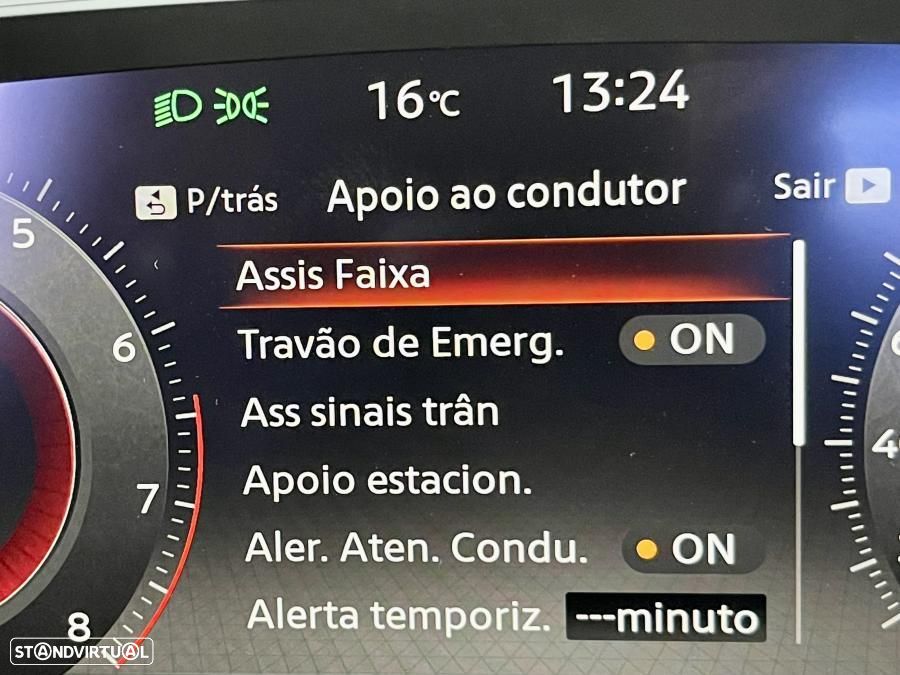 16°C 13:24
P/trás Apoio ao condutor Sair
Assis Faixa
Travão de Emerg. ON
Ass sinais trân
Apoio estacion.
Aler. Aten. Condu. ON
Alerta temporiz. ---minuto
5
6
7
8
STANDVIRTUAL